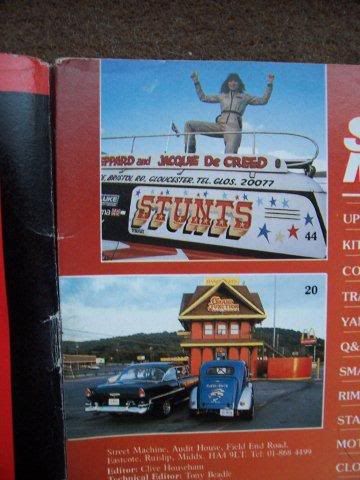 EPPARD and JACQUIE De CREED
BRISTOL RD, GLOUCESTER. TEL. GLOS. 20077
STUNTS
44
20
S
UP
KIT
CO
TRA
YAN
Q&
SMA
RIM
STA
MOT
CLO
Street Machine, Audit House, Field End Road,
Eastcote, Ruislip, Middx. HA4 9LT. Tel: 01-868 4499
Editor: Clive Househam
Technical Editor: Tony Beadle